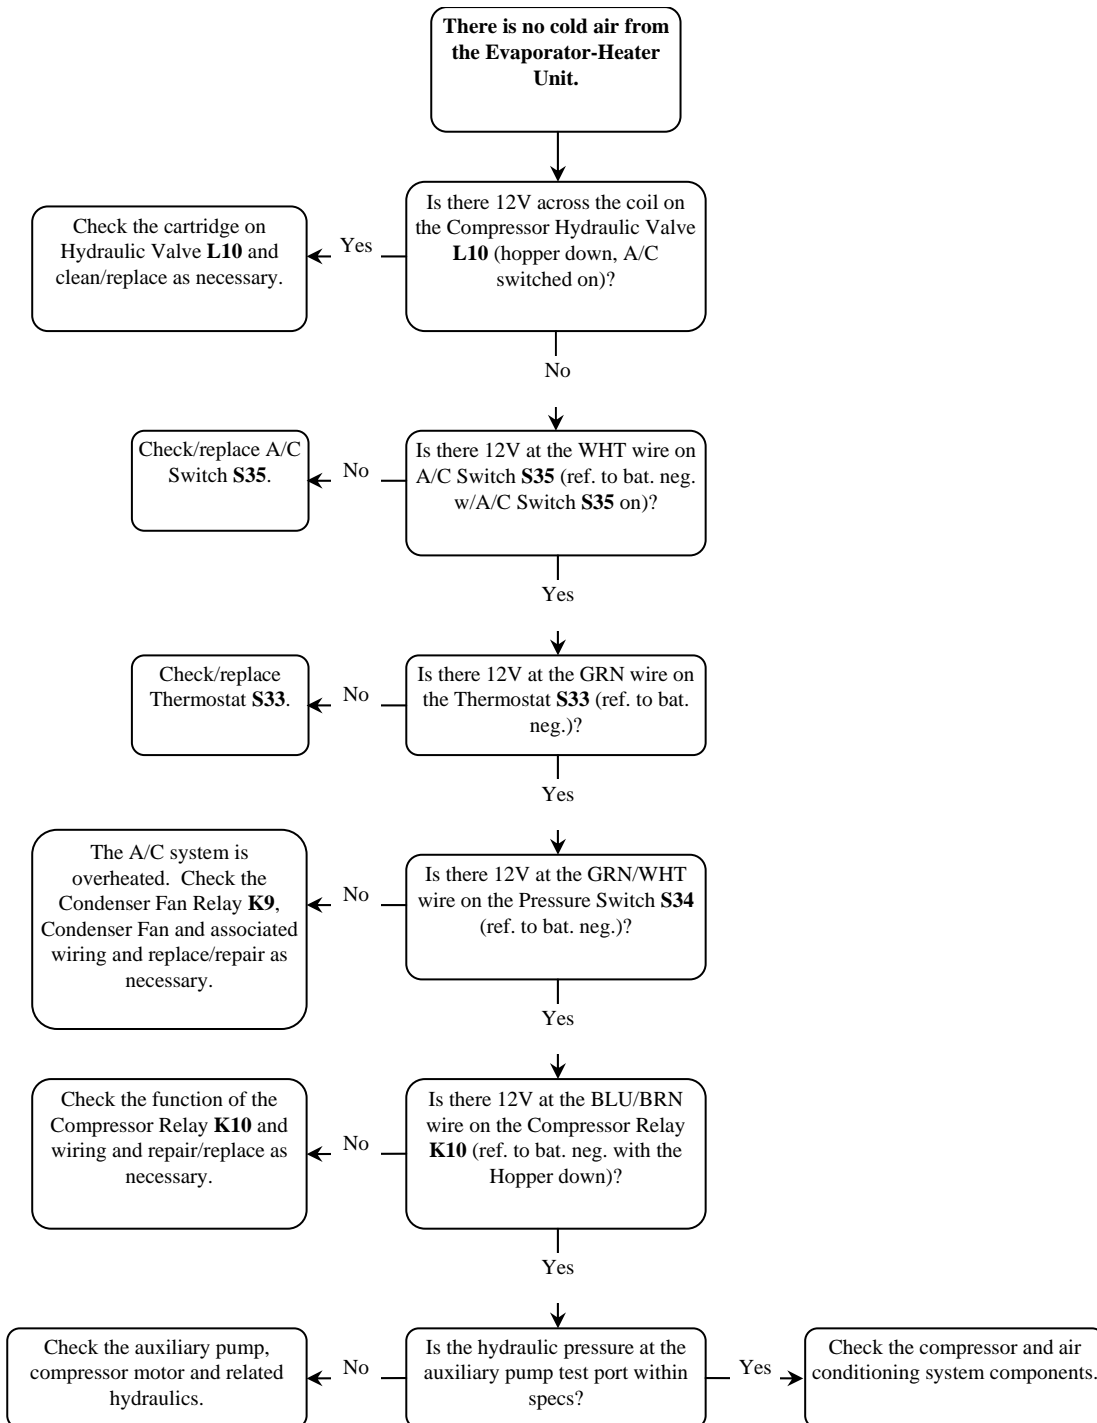 There is no cold air from
the Evaporator-Heater
Unit.
Is there 12V across the coil on
the Compressor Hydraulic Valve
L10 (hopper down, A/C
switched on)?
Yes
Check the cartridge on
Hydraulic Valve L10 and
clean/replace as necessary.
No
Is there 12V at the WHT wire on
A/C Switch S35 (ref. to bat. neg.
w/A/C Switch S35 on)?
No
Check/replace A/C
Switch S35.
Yes
Is there 12V at the GRN wire on
the Thermostat S33 (ref. to bat.
neg.)?
No
Check/replace
Thermostat S33.
Yes
Is there 12V at the GRN/WHT
wire on the Pressure Switch S34
(ref. to bat. neg.)?
No
The A/C system is
overheated.  Check the
Condenser Fan Relay K9,
Condenser Fan and associated
wiring and replace/repair as
necessary.
Yes
Is there 12V at the BLU/BRN
wire on the Compressor Relay
K10 (ref. to bat. neg. with the
Hopper down)?
No
Check the function of the
Compressor Relay K10 and
wiring and repair/replace as
necessary.
Yes
Is the hydraulic pressure at the
auxiliary pump test port within
specs?
No
Check the auxiliary pump,
compressor motor and related
hydraulics.
Yes
Check the compressor and air
conditioning system components.